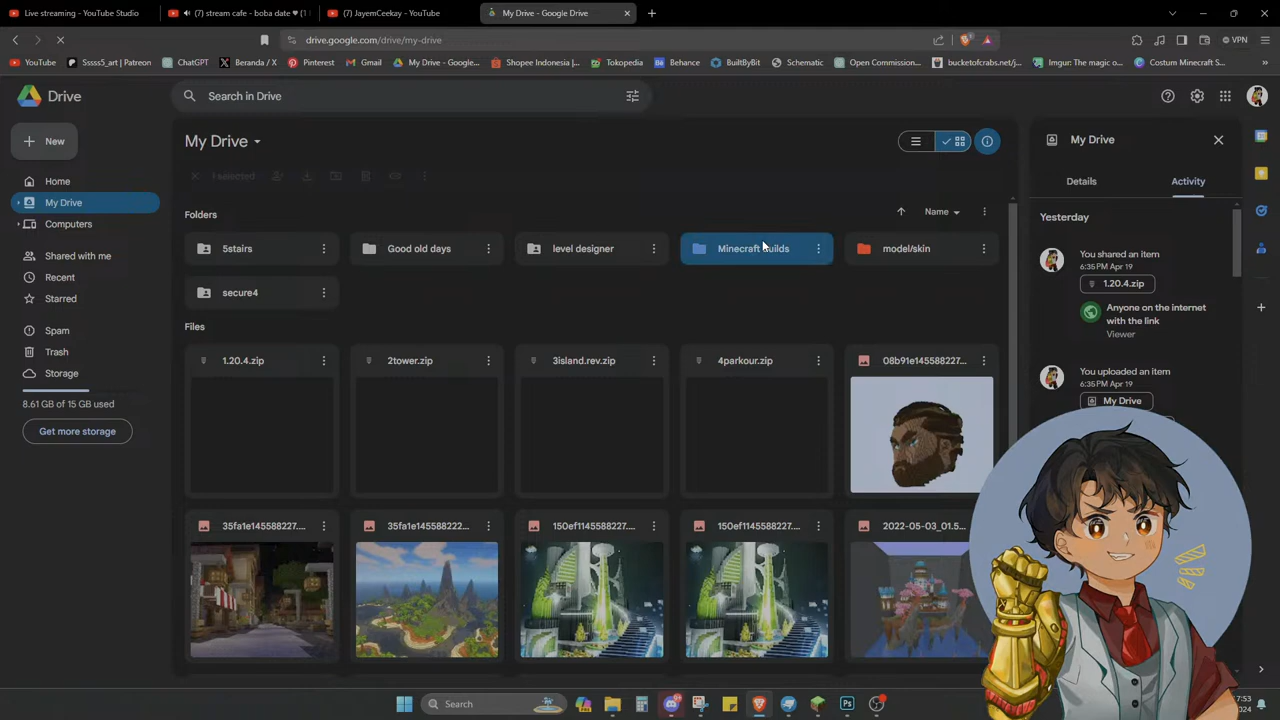 Live streaming - YouTube Studio
(7) stream cafe - boba date ♥ (1
(7) JayemCeekay - YouTube
My Drive - Google Drive
drive.google.com/drive/my-drive
VPN
YouTube
Sssss5_art | Patreon
ChatGPT
Beranda / X
Pinterest
Gmail
My Drive - Google...
Shopee Indonesia |...
Tokopedia
Behance
BuiltByBit
Schematic
Open Commission...
bucketofcrabs.net/j...
Imgur: The magic o...
Costum Minecraft S...
Drive
Search in Drive
New
My Drive
My Drive
Home
Details
Activity
1 selected
My Drive
Folders
Name
Yesterday
Computers
5stairs
Good old days
level designer
Minecraft builds
model/skin
You shared an item
6:35 PM Apr 19
Shared with me
1.20.4.zip
Recent
secure4
Anyone on the internet
with the link
Starred
Viewer
Files
Spam
Trash
1.20.4.zip
2tower.zip
3island.rev.zip
4parkour.zip
08b91e145588227...
You uploaded an item
6:35 PM Apr 19
Storage
My Drive
8.61 GB of 15 GB used
Get more storage
35fa1e145588227....
35fa1e1455882222...
150ef1145588227....
150ef1145588227....
2022-05-03_01.5...
Search